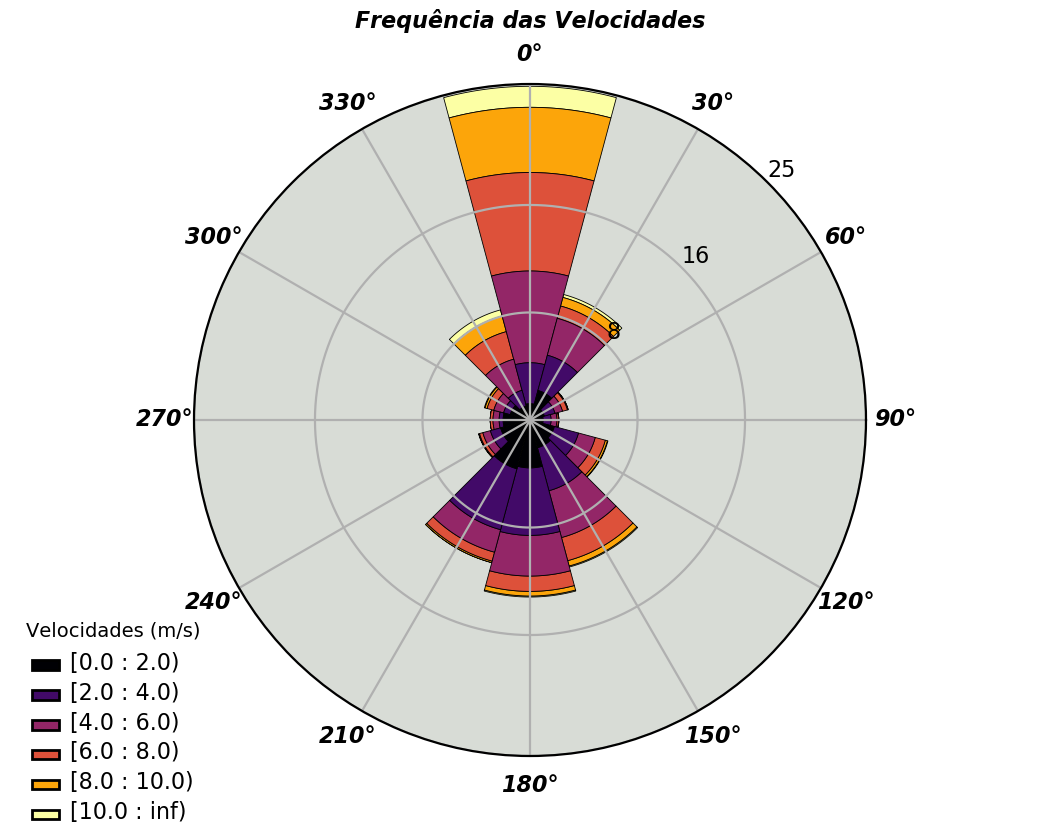 Frequência das Velocidades
0°
330°
30°
25
300°
60°
16
8
270°
90°
240°
120°
210°
150°
180°
Velocidades (m/s)
[0.0 : 2.0)
[2.0 : 4.0)
[4.0 : 6.0)
[6.0 : 8.0)
[8.0 : 10.0)
[10.0 : inf)